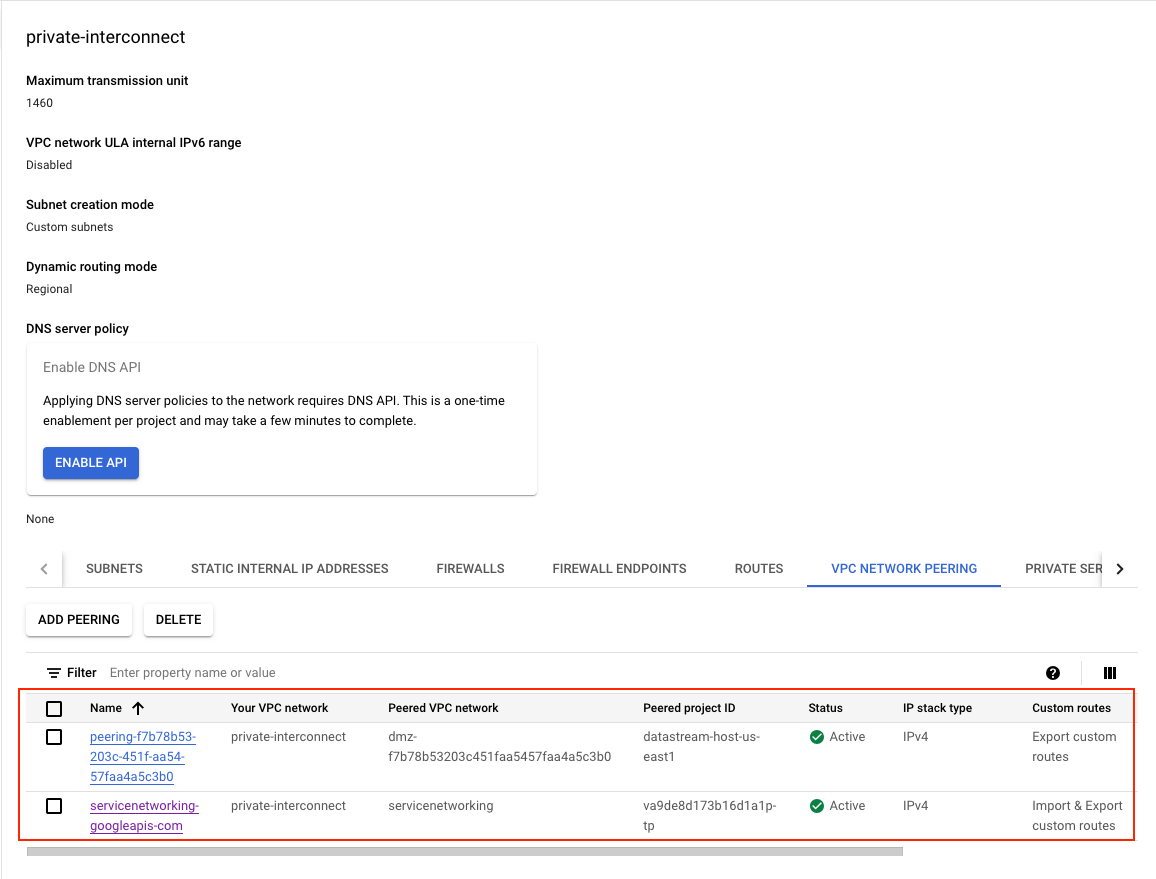 private-interconnect
Maximum transmission unit
1460
VPC network ULA internal IPv6 range
Disabled
Subnet creation mode
Custom subnets
Dynamic routing mode
Regional
DNS server policy
Enable DNS API
Applying DNS server policies to the network requires DNS API. This is a one-time
enablement per project and may take a few minutes to complete.
ENABLE API
None
SUBNETS STATIC INTERNAL IP ADDRESSES FIREWALLS FIREWALL ENDPOINTS ROUTES VPC NETWORK PEERING PRIVATE SER
ADD PEERING DELETE
Filter Enter property name or value
Name Your VPC network Peered VPC network Peered project ID Status IP stack type Custom routes
peering-f7b78b53- private-interconnect dmz- datastream-host-us- Active IPv4 Export custom
203c-451f-aa54- f7b78b53203c451faa5457faa4a5c3b0 east1 routes
57faa4a5c3b0
servicenetworking- private-interconnect servicenetworking va9de8d173b16d1a1p- Active IPv4 Import & Export
googleapis-com tp custom routes